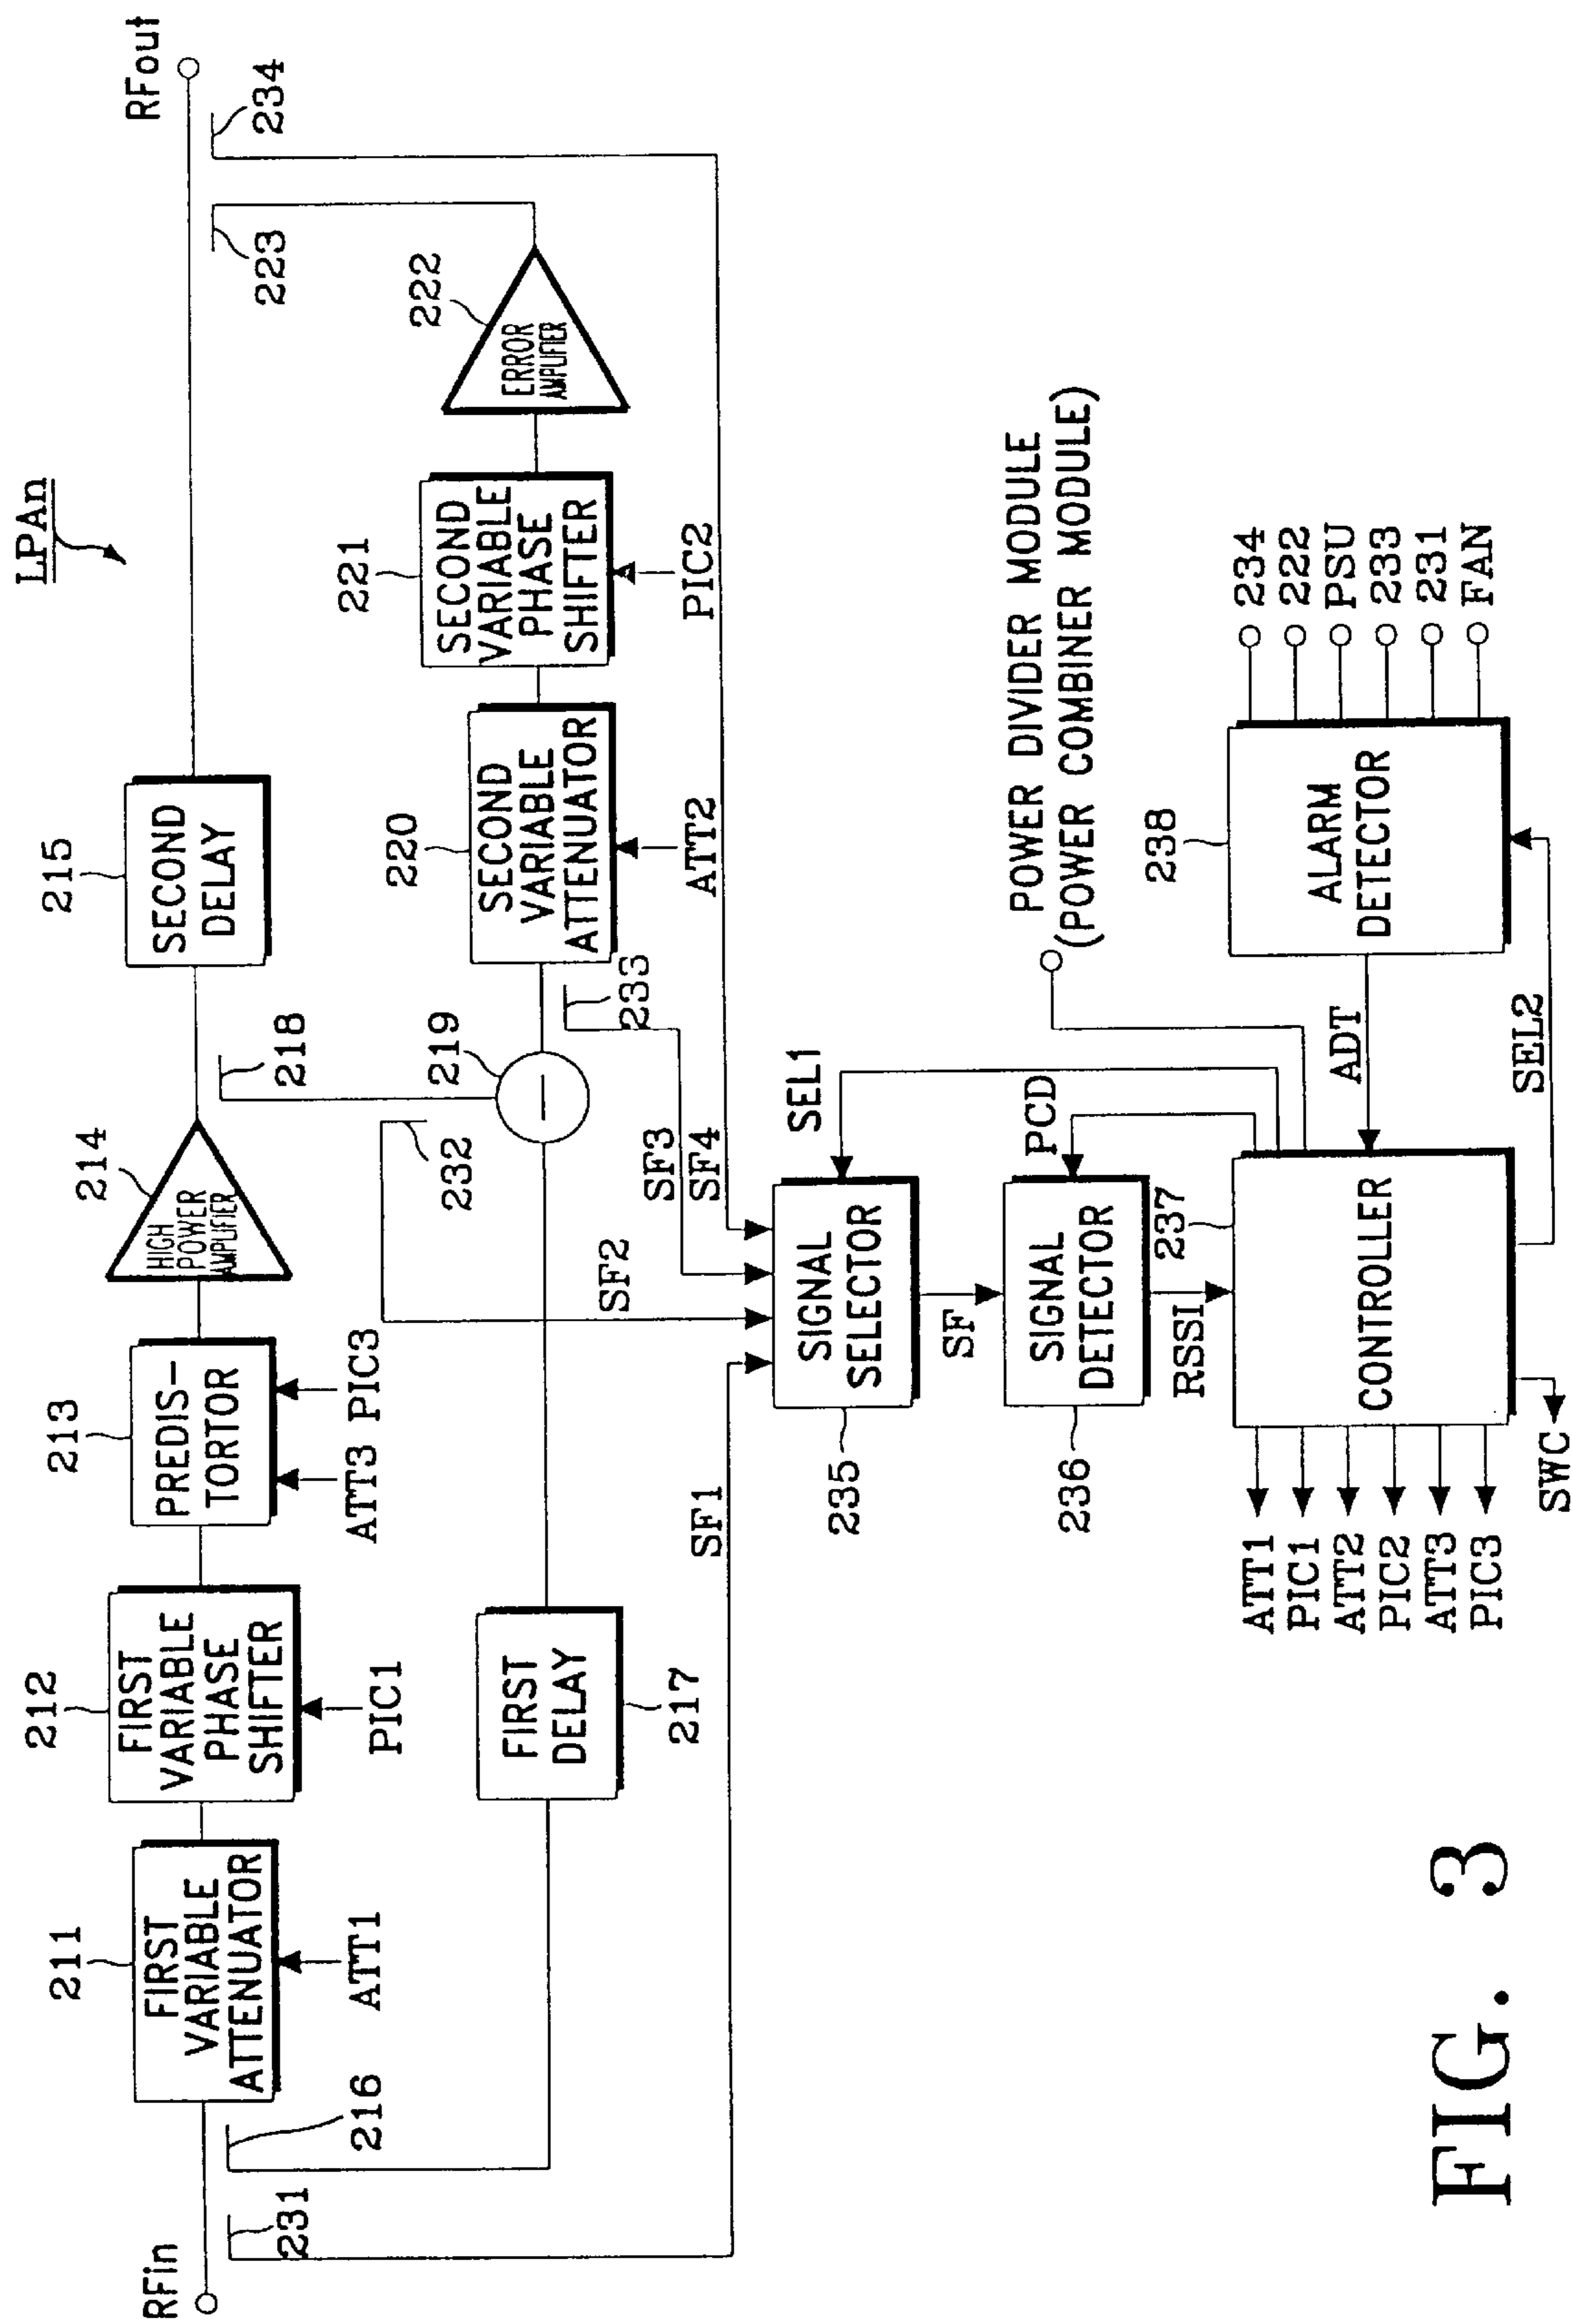 LPAn
RFin
231
216
211
FIRST
VARIABLE
ATTENUATOR
ATT1
212
FIRST
VARIABLE
PHASE
SHIFTER
PIC1
213
PREDIS-
TORTOR
ATT3
PIC3
214
HIGH
POWER
AMPLIFIER
218
215
SECOND
DELAY
RFout
234
223
217
FIRST
DELAY
232
219
233
220
SECOND
VARIABLE
ATTENUATOR
ATT2
221
SECOND
VARIABLE
PHASE
SHIFTER
PIC2
222
ERROR
AMPLIFIER
SF1
SF2
SF3
SF4
235
SIGNAL
SELECTOR
SEL1
SF
236
SIGNAL
DETECTOR
PCD
RSSI
237
CONTROLLER
ATT1
PIC1
ATT2
PIC2
ATT3
PIC3
SWC
POWER DIVIDER MODULE
(POWER COMBINER MODULE)
ADT
SEL2
238
ALARM
DETECTOR
234
222
PSU
233
231
FAN
FIG. 3